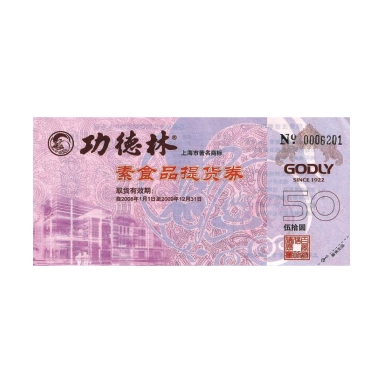 功德林®
上海市著名商标
素食品提货券
取货有效期:
自2008年1月1日至2008年12月31日
Nº 0006201
GODLY
SINCE 1922
50
伍拾圆